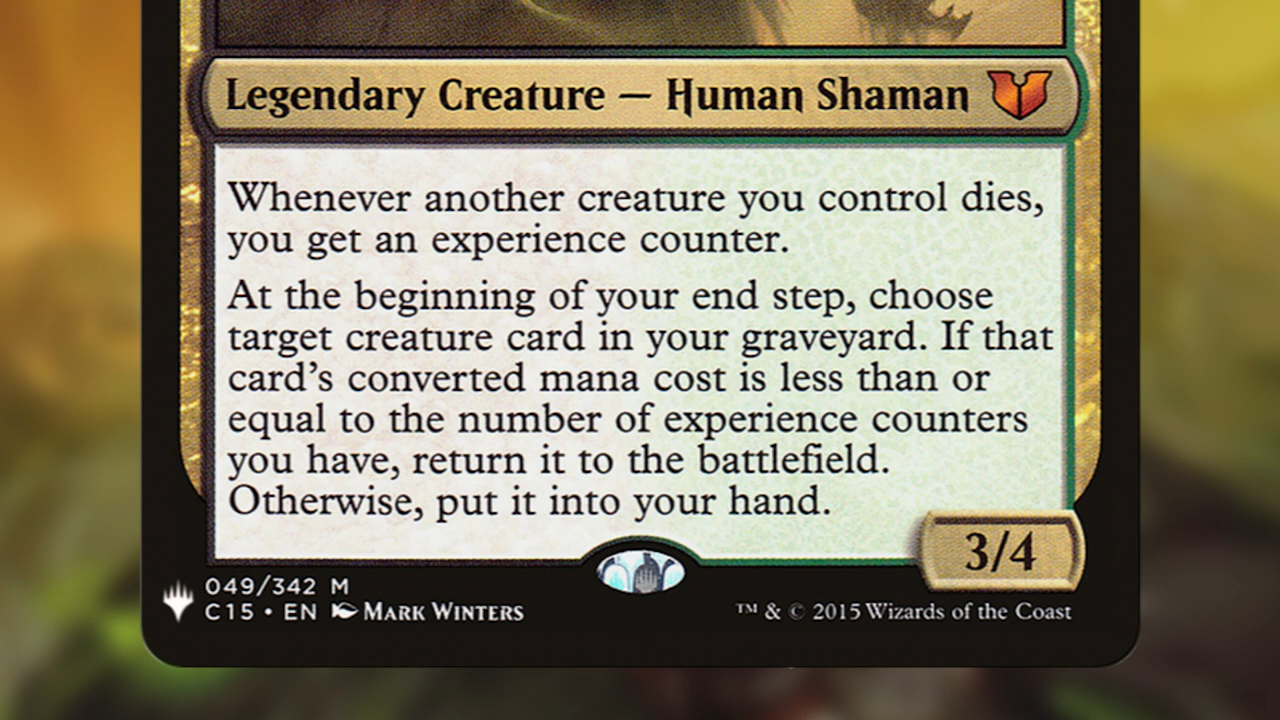 Legendary Creature — Human Shaman
Whenever another creature you control dies,
you get an experience counter.
At the beginning of your end step, choose
target creature card in your graveyard. If that
card's converted mana cost is less than or
equal to the number of experience counters
you have, return it to the battlefield.
Otherwise, put it into your hand.
3/4
049/342 M
C15 • EN MARK WINTERS
™ & © 2015 Wizards of the Coast